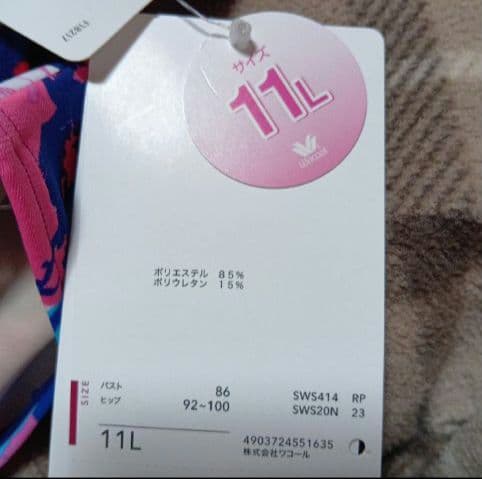 サイズ
11L
Wacoal
ポリエステル 85%
ポリウレタン 15%
SIZE
バスト 86
ヒップ 92~100
SWS414 RP
SWS20N 23
11L
4903724551635
株式会社ワコール